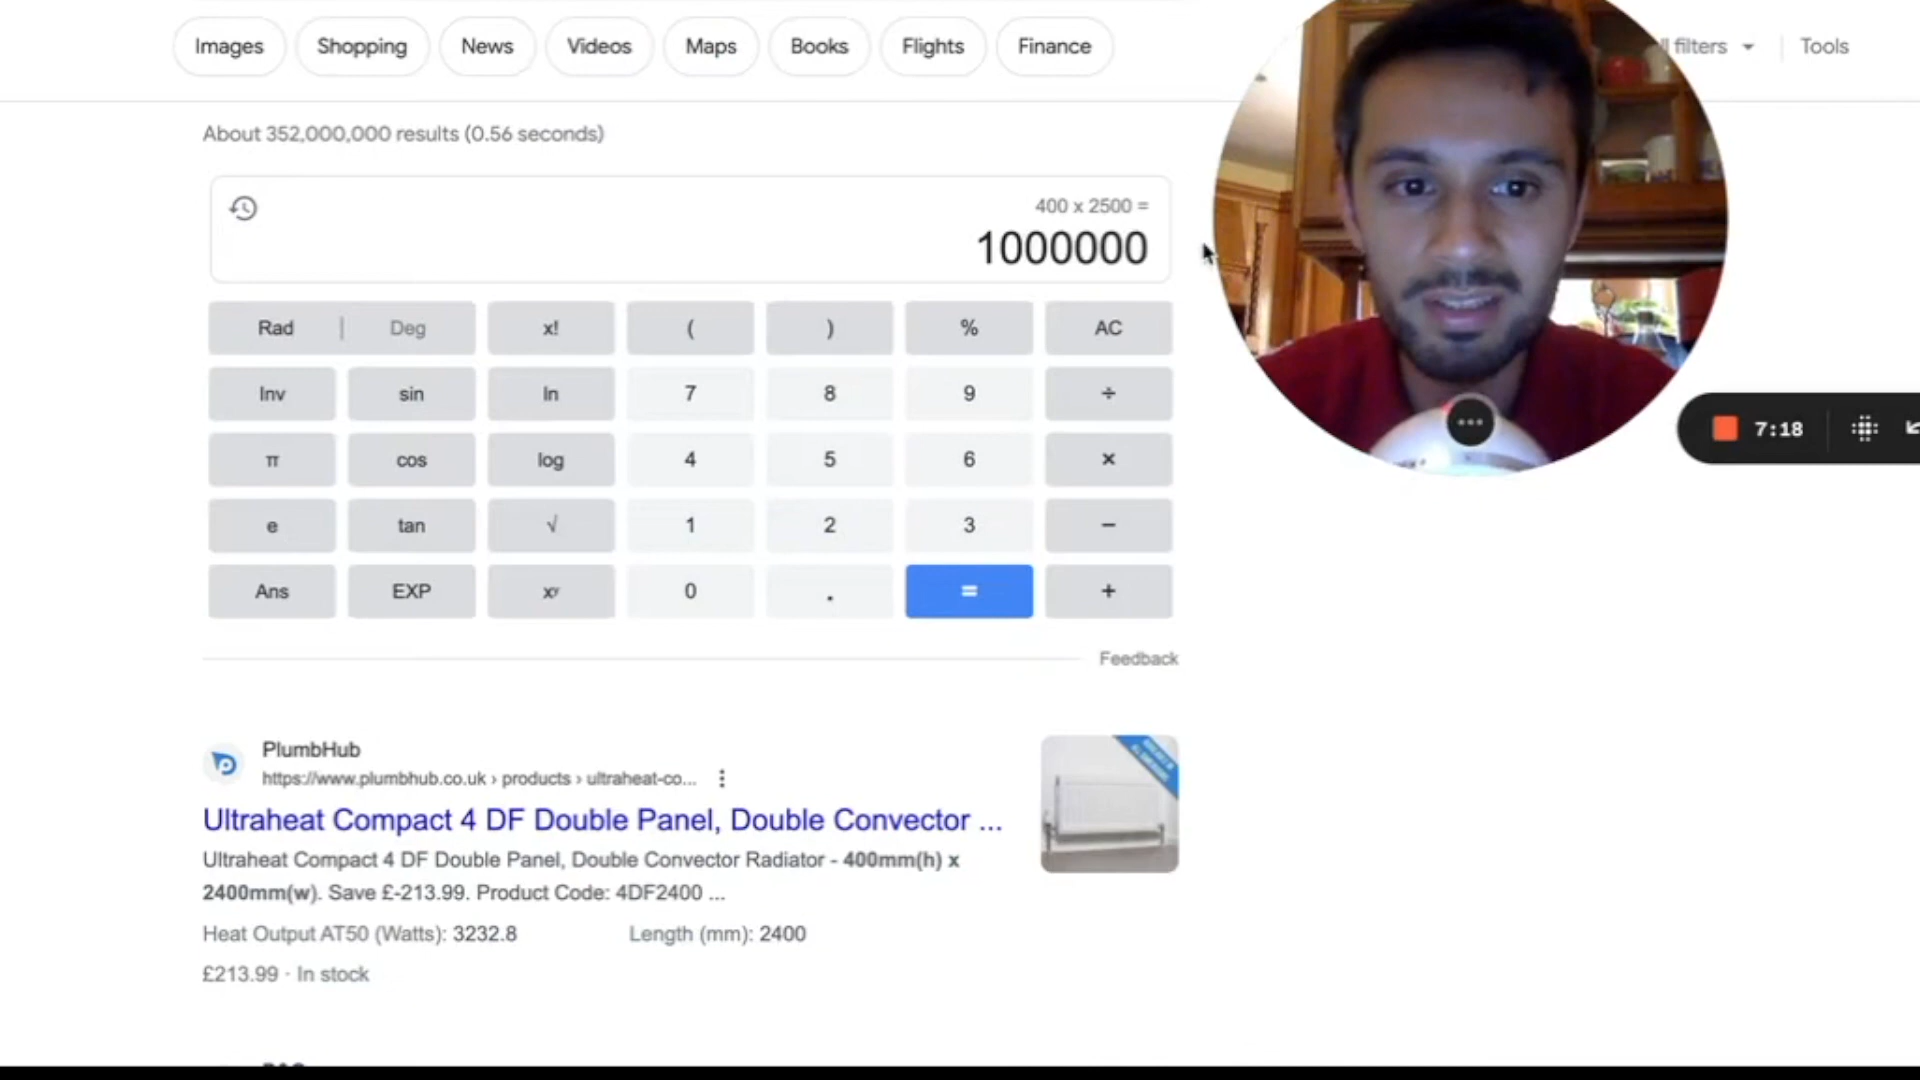 Images Shopping News Videos Maps Books Flights Finance filters Tools
About 352,000,000 results (0.56 seconds)
400 x 2500 =
1000000
Rad | Deg x! ( ) % AC
Inv sin ln 7 8 9 ÷
π cos log 4 5 6 ×
7:18
e tan √ 1 2 3 −
Ans EXP xʸ 0 . = +
Feedback
PlumbHub
https://www.plumbhub.co.uk › products › ultraheat-co...
Ultraheat Compact 4 DF Double Panel, Double Convector ...
Ultraheat Compact 4 DF Double Panel, Double Convector Radiator - 400mm(h) x
2400mm(w). Save £-213.99. Product Code: 4DF2400 ...
Heat Output AT50 (Watts): 3232.8 Length (mm): 2400
£213.99 · In stock